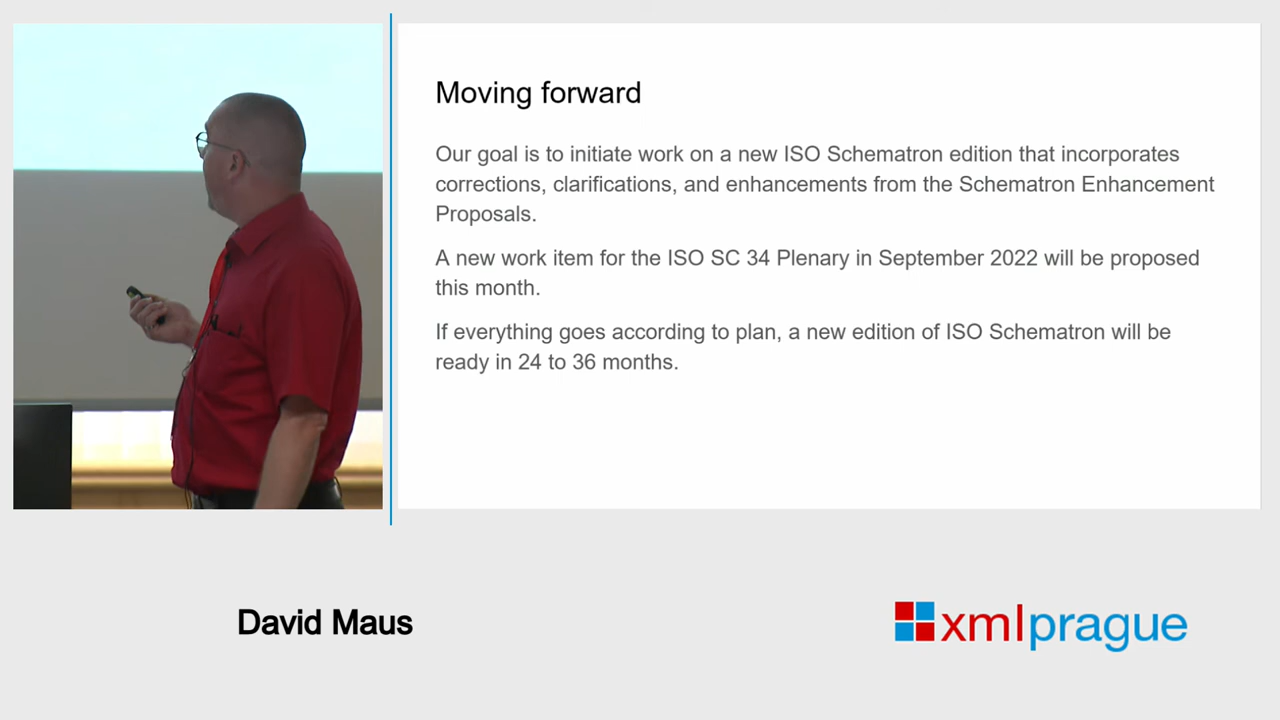 Moving forward
Our goal is to initiate work on a new ISO Schematron edition that incorporates
corrections, clarifications, and enhancements from the Schematron Enhancement
Proposals.
A new work item for the ISO SC 34 Plenary in September 2022 will be proposed
this month.
If everything goes according to plan, a new edition of ISO Schematron will be
ready in 24 to 36 months.
David Maus
xmlprague